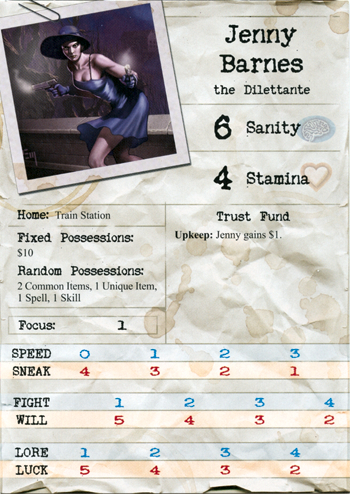 Jenny
Barnes
the Dilettante
6 Sanity
4 Stamina
Home: Train Station
Fixed Possessions:
$10
Random Possessions:
2 Common Items, 1 Unique Item,
1 Spell, 1 Skill
Focus: 1
Trust Fund
Upkeep: Jenny gains $1.
SPEED 0 1 2 3
SNEAK 4 3 2 1
FIGHT 1 2 3 4
WILL 5 4 3 2
LORE 1 2 3 4
LUCK 5 4 3 2